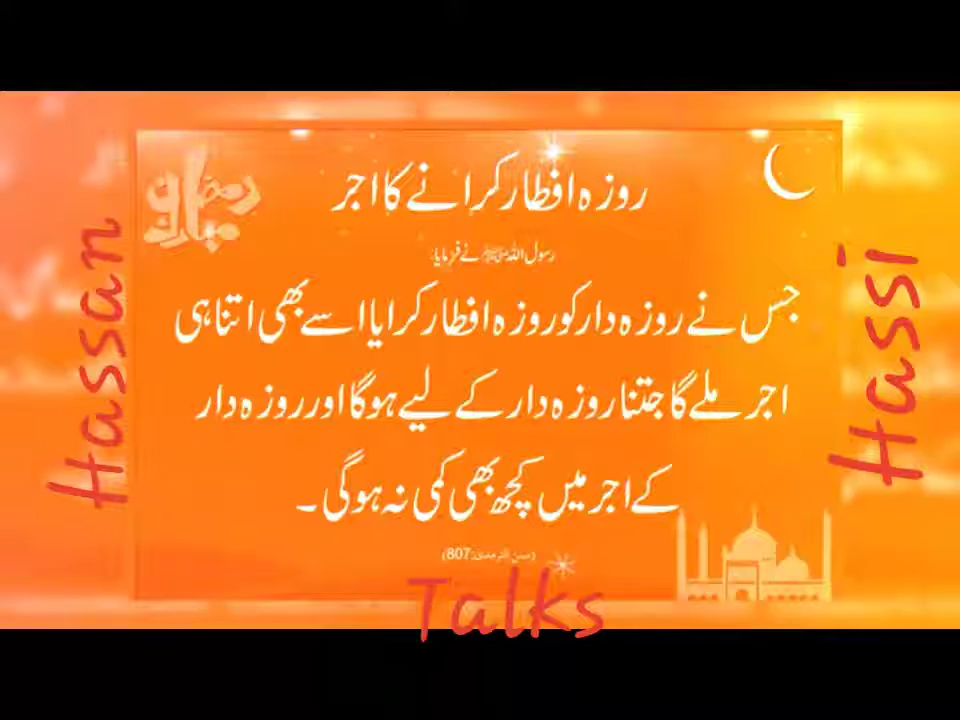 رمضان مبارک
روزہ افطار کرانے کا اجر
رسول اللہ ﷺ نے فرمایا:
جس نے روزہ دار کو روزہ افطار کرایا اسے بھی اتنا ہی
اجر ملے گا جتنا روزہ دار کے لیے ہوگا اور روزہ دار
کے اجر میں کچھ بھی کمی نہ ہوگی۔
(سنن الترمذی: 807)
Hassan
Hassi
Talks